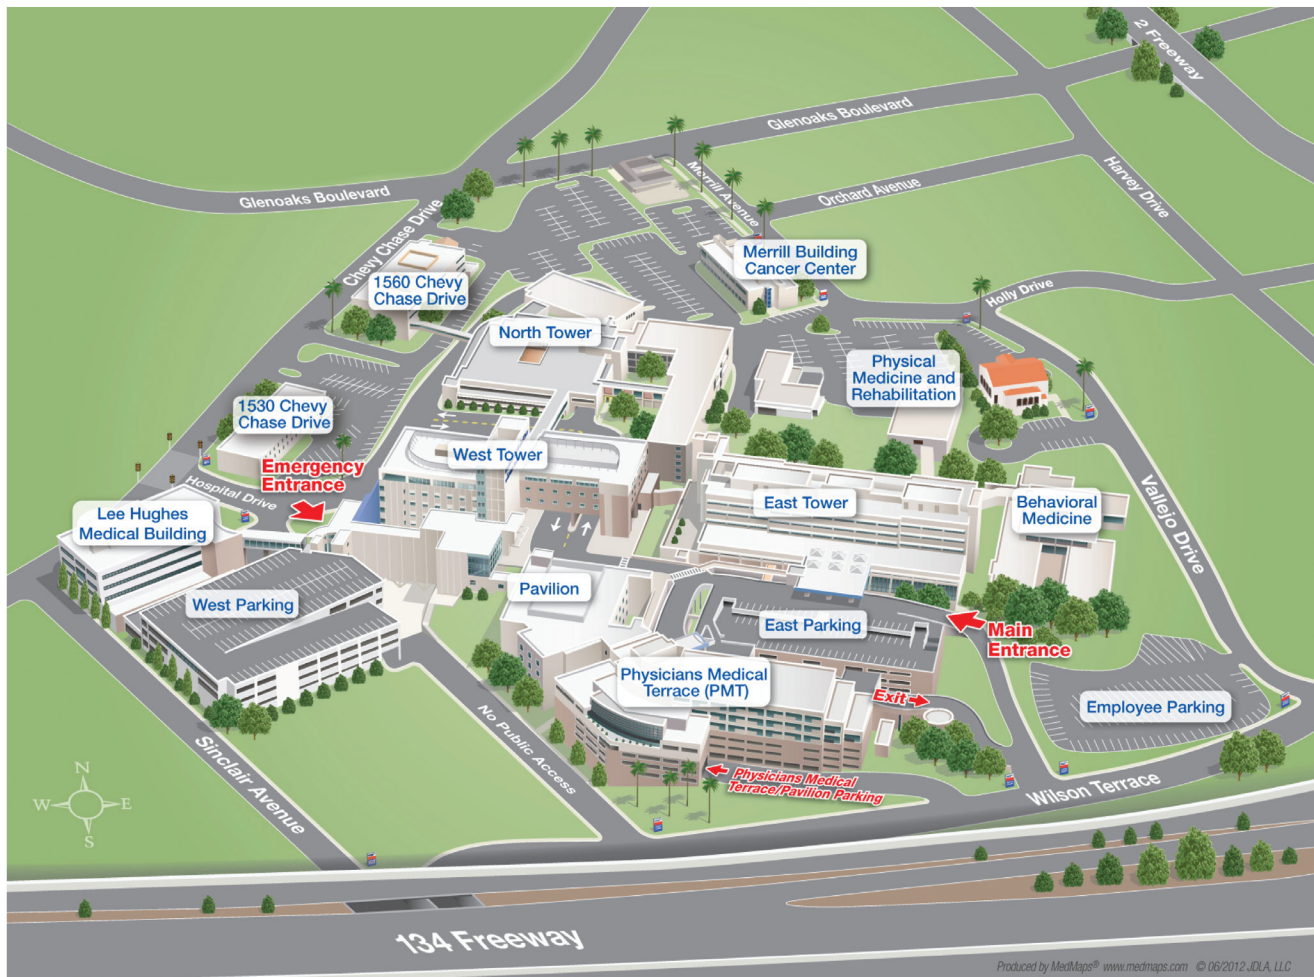 2 Freeway
Glenoaks Boulevard
Glenoaks Boulevard
Merrill Avenue
Orchard Avenue
Harvey Drive
Chevy Chase Drive
Merrill Building
Cancer Center
1560 Chevy
Chase Drive
Holly Drive
North Tower
Physical
Medicine and
Rehabilitation
1530 Chevy
Chase Drive
West Tower
Emergency
Entrance
Hospital Drive
East Tower
Behavioral
Medicine
Vallejo Drive
Lee Hughes
Medical Building
Pavilion
West Parking
East Parking
Main
Entrance
Physicians Medical
Terrace (PMT)
Exit
Employee Parking
No Public Access
Sinclair Avenue
Physicians Medical
Terrace/Pavilion Parking
Wilson Terrace
N
W E
S
134 Freeway
Produced by MedMaps® www.medmaps.com © 06/2012 JDLA, LLC